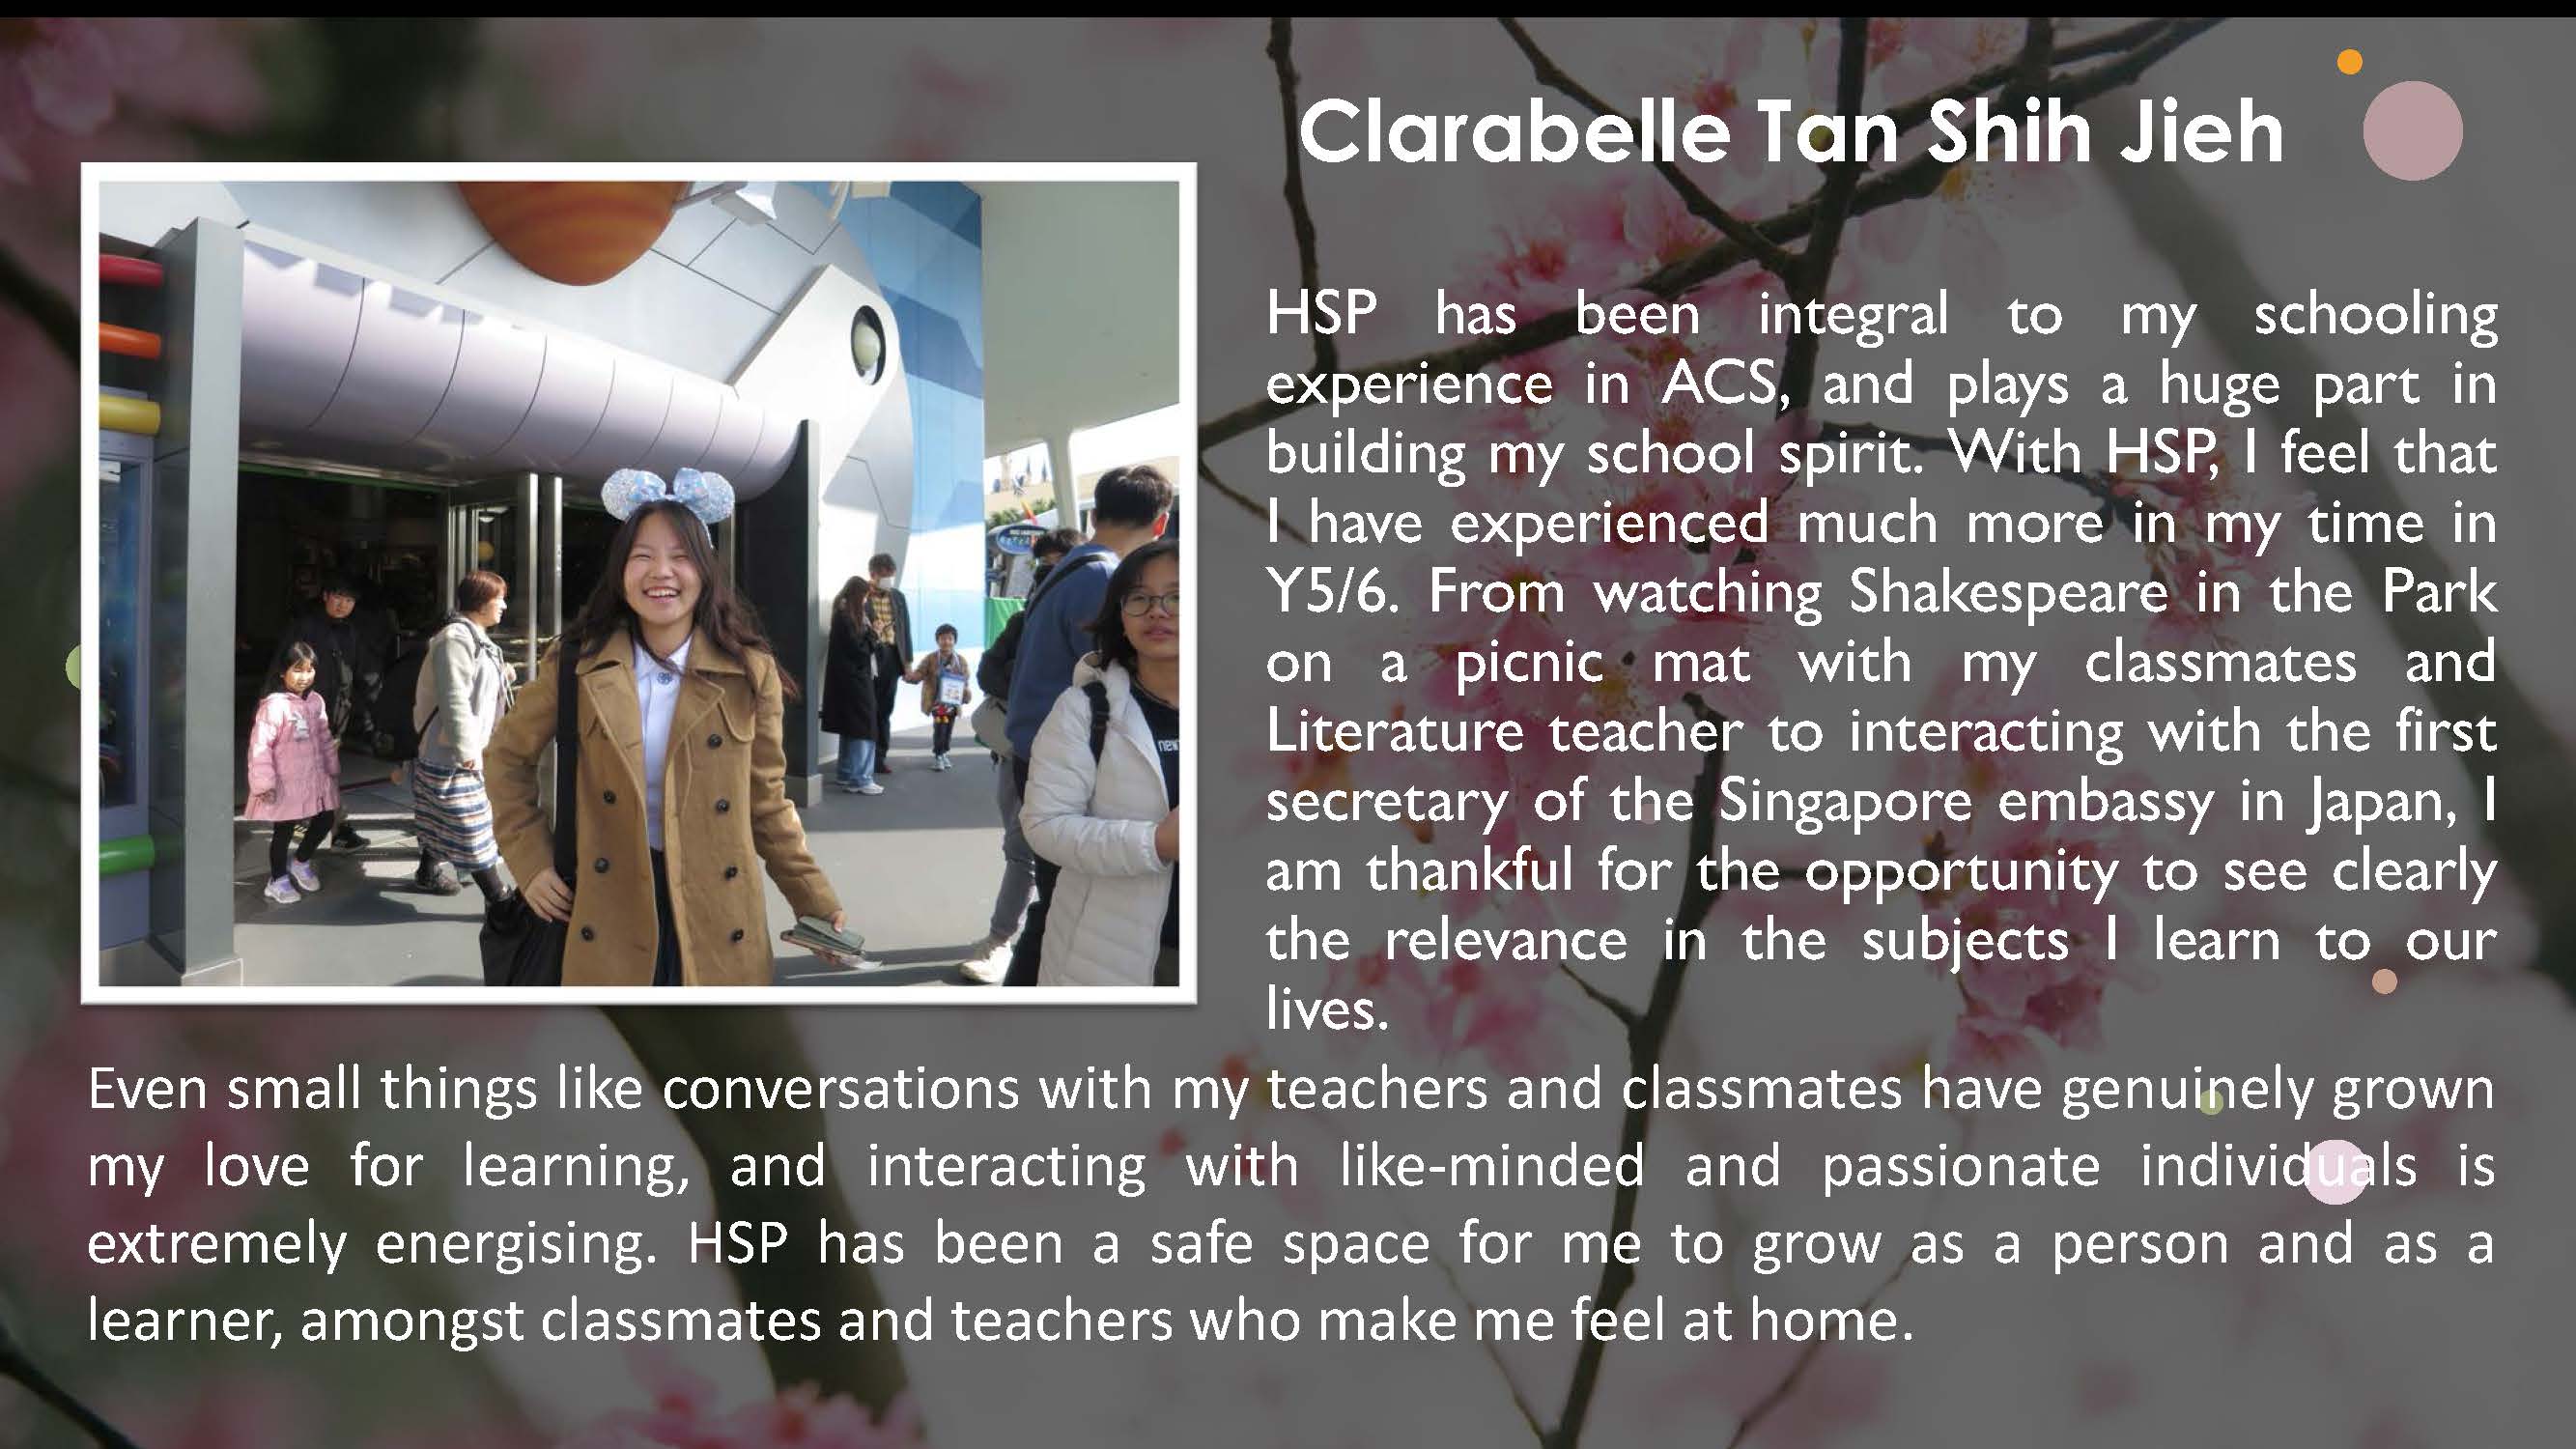 Clarabelle Tan Shih Jieh
HSP has been integral to my schooling
experience in ACS, and plays a huge part in
building my school spirit. With HSP, I feel that
I have experienced much more in my time in
Y5/6. From watching Shakespeare in the Park
on a picnic mat with my classmates and
Literature teacher to interacting with the first
secretary of the Singapore embassy in Japan, I
am thankful for the opportunity to see clearly
the relevance in the subjects I learn to our
lives.
Even small things like conversations with my teachers and classmates have genuinely grown
my love for learning, and interacting with like-minded and passionate individuals is
extremely energising. HSP has been a safe space for me to grow as a person and as a
learner, amongst classmates and teachers who make me feel at home.